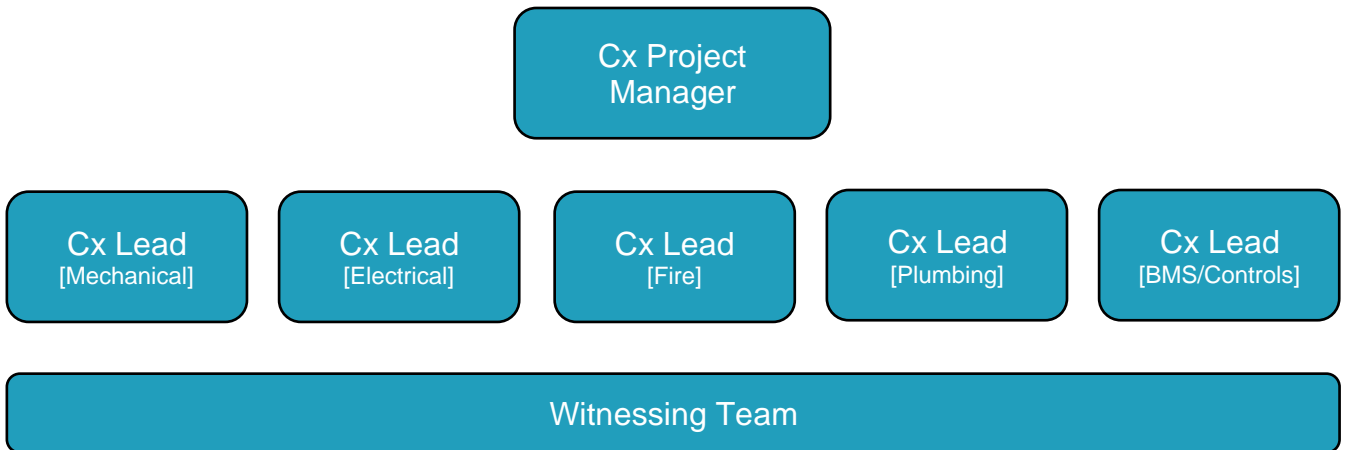 Cx Project
Manager
Cx Lead
[Mechanical]
Cx Lead
[Electrical]
Cx Lead
[Fire]
Cx Lead
[Plumbing]
Cx Lead
[BMS/Controls]
Witnessing Team